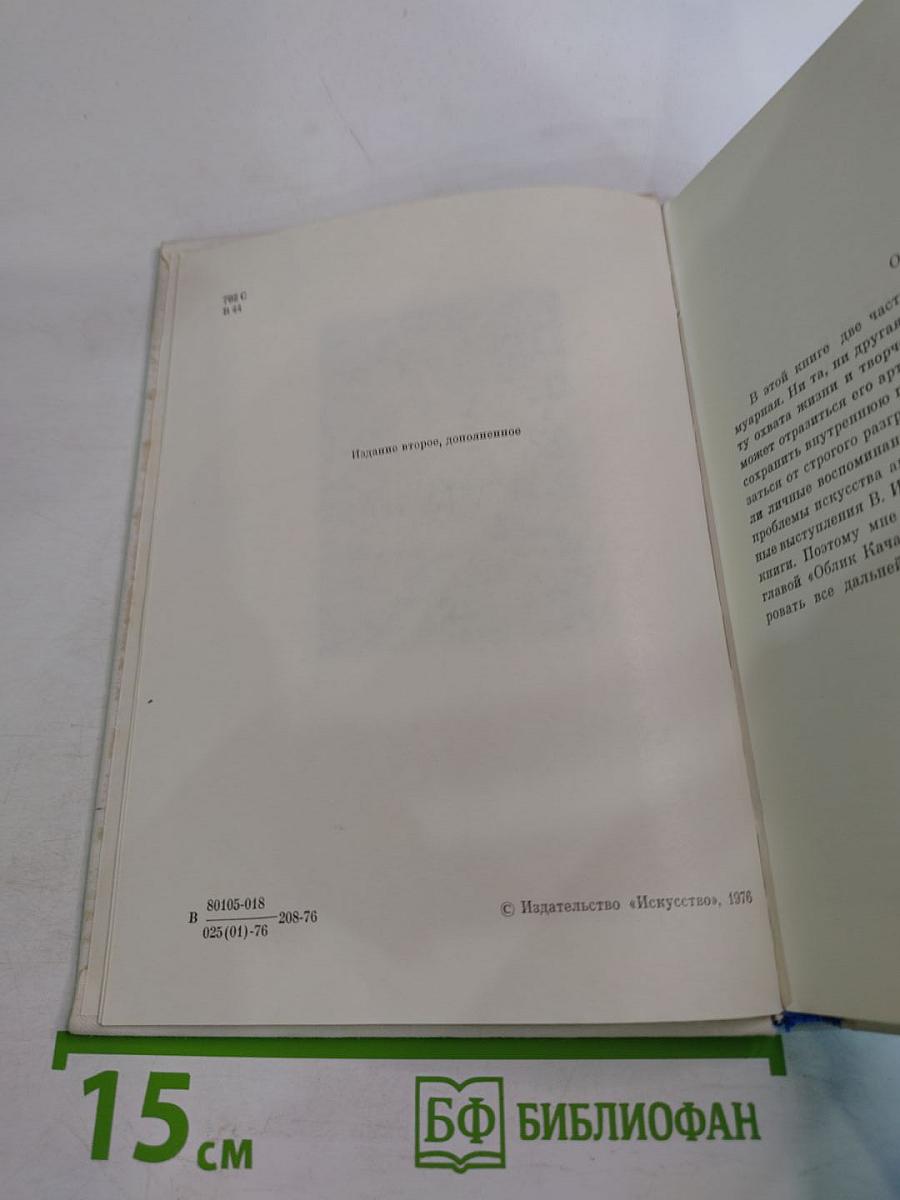 792 С
В 44
Издание второе, дополненное
В 80105-018
025(01)-76 208-76
© Издательство «Искусство», 1976
В этой книге две част
муарная. Ни та, ни другая
ту охвата жизни и творч
может отразиться его арт
сохранить внутреннюю
заться от строгого разгр
ли личные воспоминан
проблемы искусства а
ные выступления В. И
книги. Поэтому мне
главой «Облик Кача
ровать все дальней
15 см
БФ БИБЛИОФАН